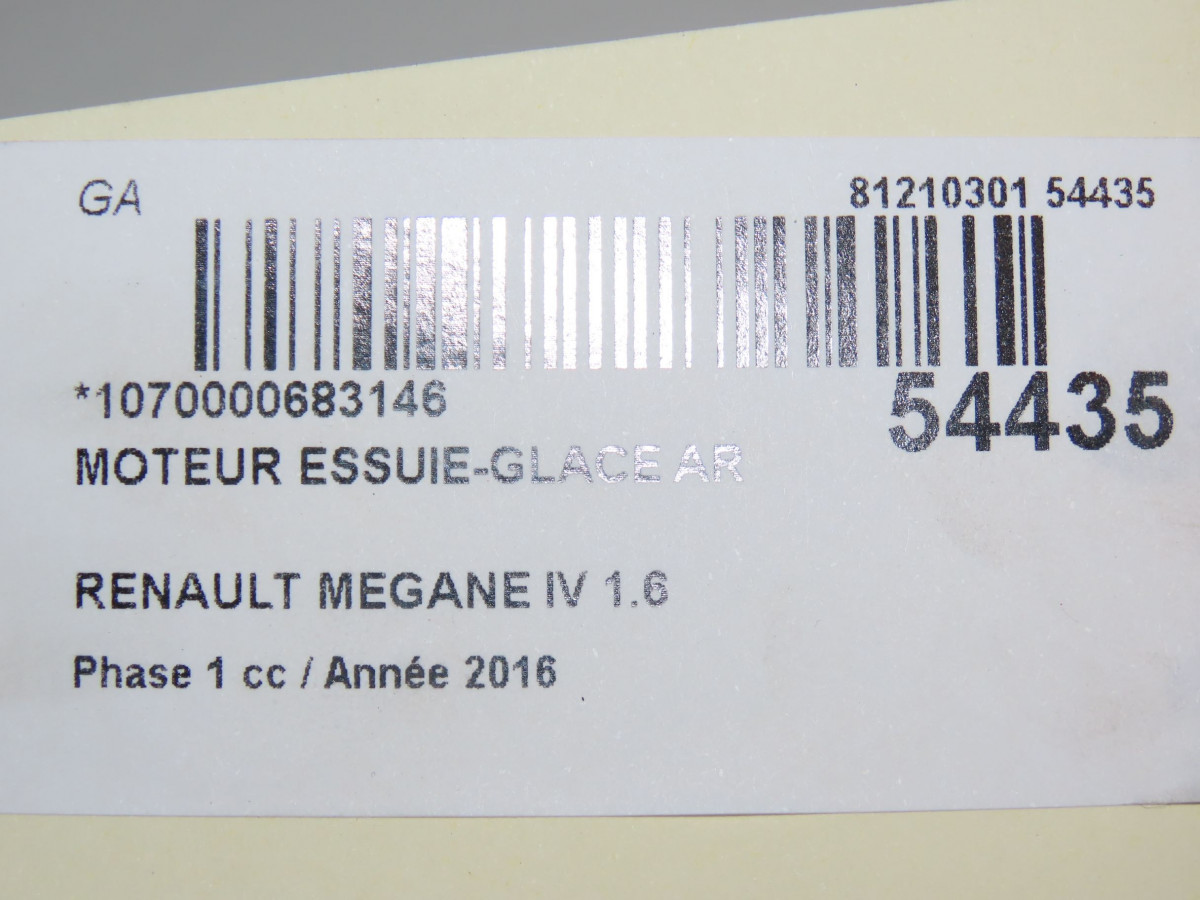 GA
81210301 54435
*1070000683146
54435
MOTEUR ESSUIE-GLACE AR
RENAULT MEGANE IV 1.6
Phase 1 cc / Année 2016